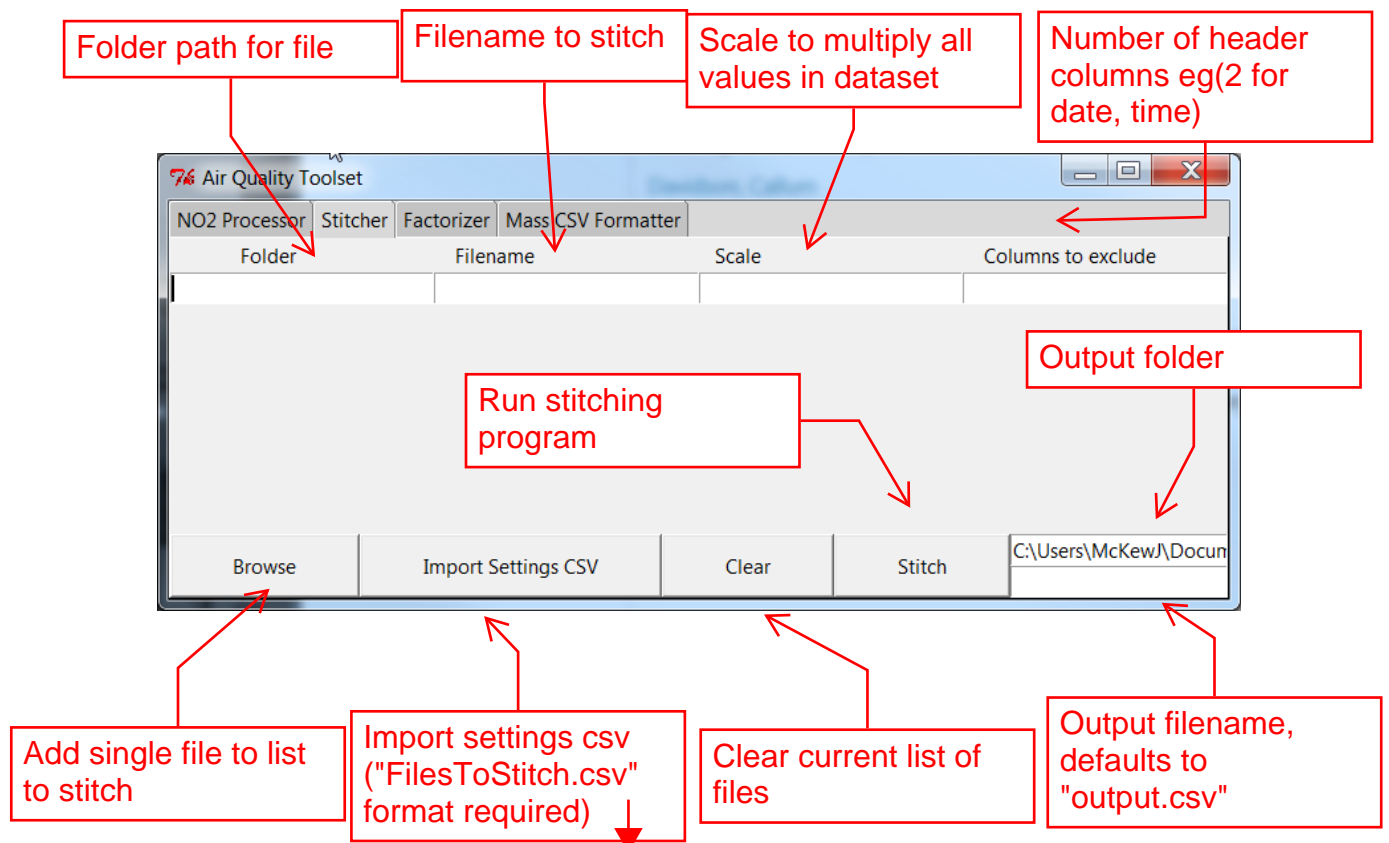 Folder path for file
Filename to stitch
Scale to multiply all
values in dataset
Number of header
columns eg(2 for
date, time)
Air Quality Toolset
Davidson, Callum
NO2 Processor Stitcher Factorizer Mass CSV Formatter
Folder Filename Scale Columns to exclude
Output folder
Run stitching
program
Browse Import Settings CSV Clear Stitch C:\Users\McKewJ\Docum
Add single file to list
to stitch
Import settings csv
("FilesToStitch.csv"
format required)
Clear current list of
files
Output filename,
defaults to
"output.csv"